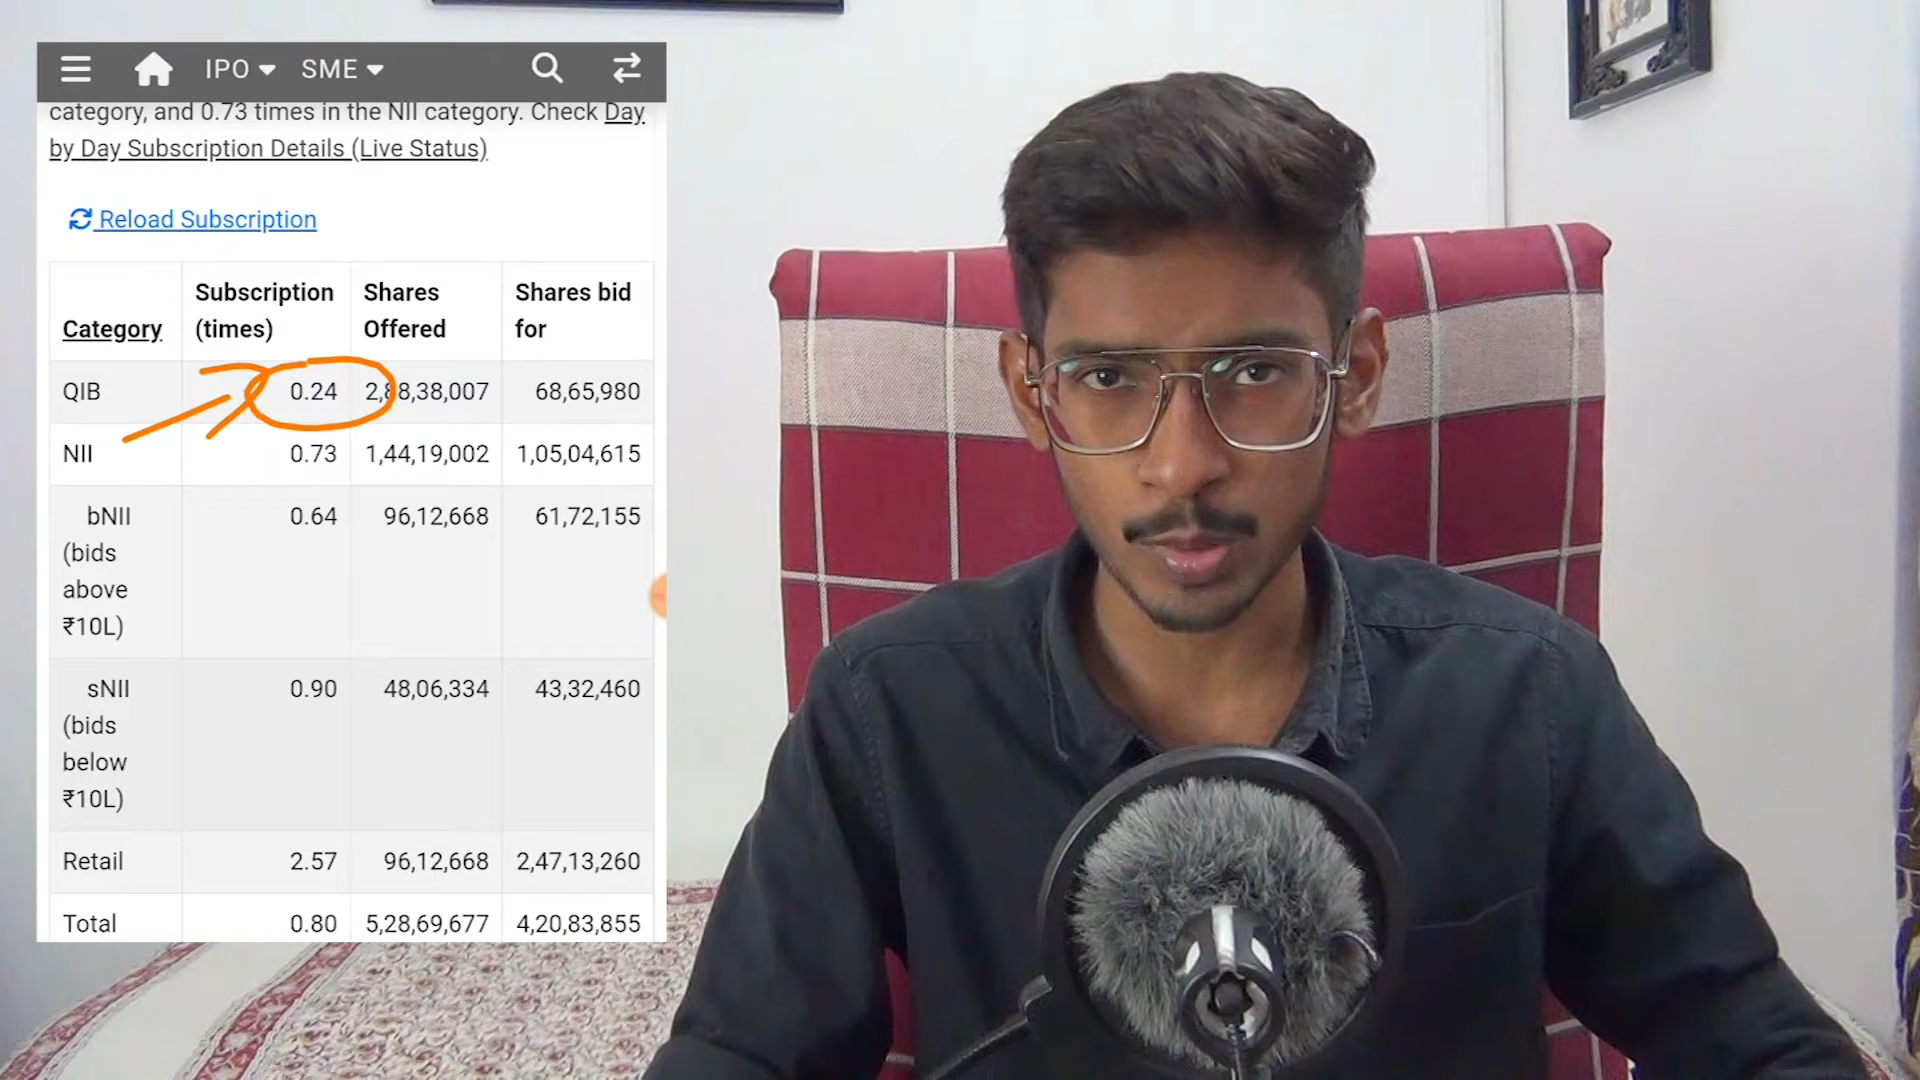 IPO SME
category, and 0.73 times in the NII category. Check Day
by Day Subscription Details (Live Status)
Reload Subscription
Category Subscription (times) Shares Offered Shares bid for
QIB 0.24 2,88,38,007 68,65,980
NII 0.73 1,44,19,002 1,05,04,615
bNII (bids above ₹10L) 0.64 96,12,668 61,72,155
sNII (bids below ₹10L) 0.90 48,06,334 43,32,460
Retail 2.57 96,12,668 2,47,13,260
Total 0.80 5,28,69,677 4,20,83,855